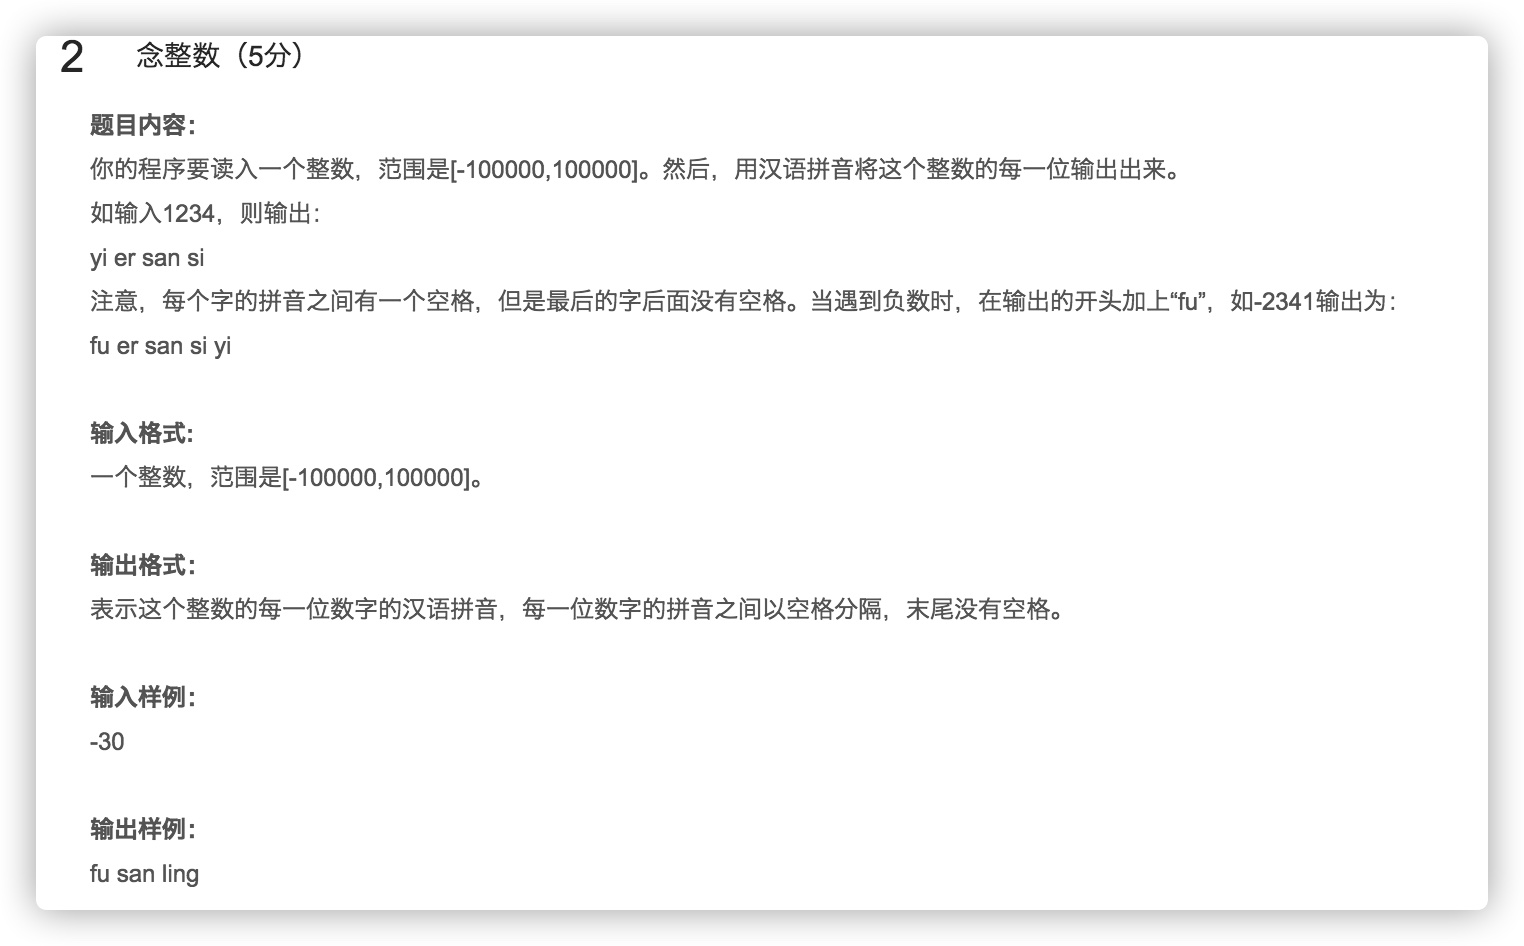 2 念整数（5分）
题目内容：
你的程序要读入一个整数，范围是[-100000,100000]。然后，用汉语拼音将这个整数的每一位输出出来。
如输入1234，则输出：
yi er san si
注意，每个字的拼音之间有一个空格，但是最后的字后面没有空格。当遇到负数时，在输出的开头加上“fu”，如-2341输出为：
fu er san si yi
输入格式:
一个整数，范围是[-100000,100000]。
输出格式：
表示这个整数的每一位数字的汉语拼音，每一位数字的拼音之间以空格分隔，末尾没有空格。
输入样例：
-30
输出样例：
fu san ling